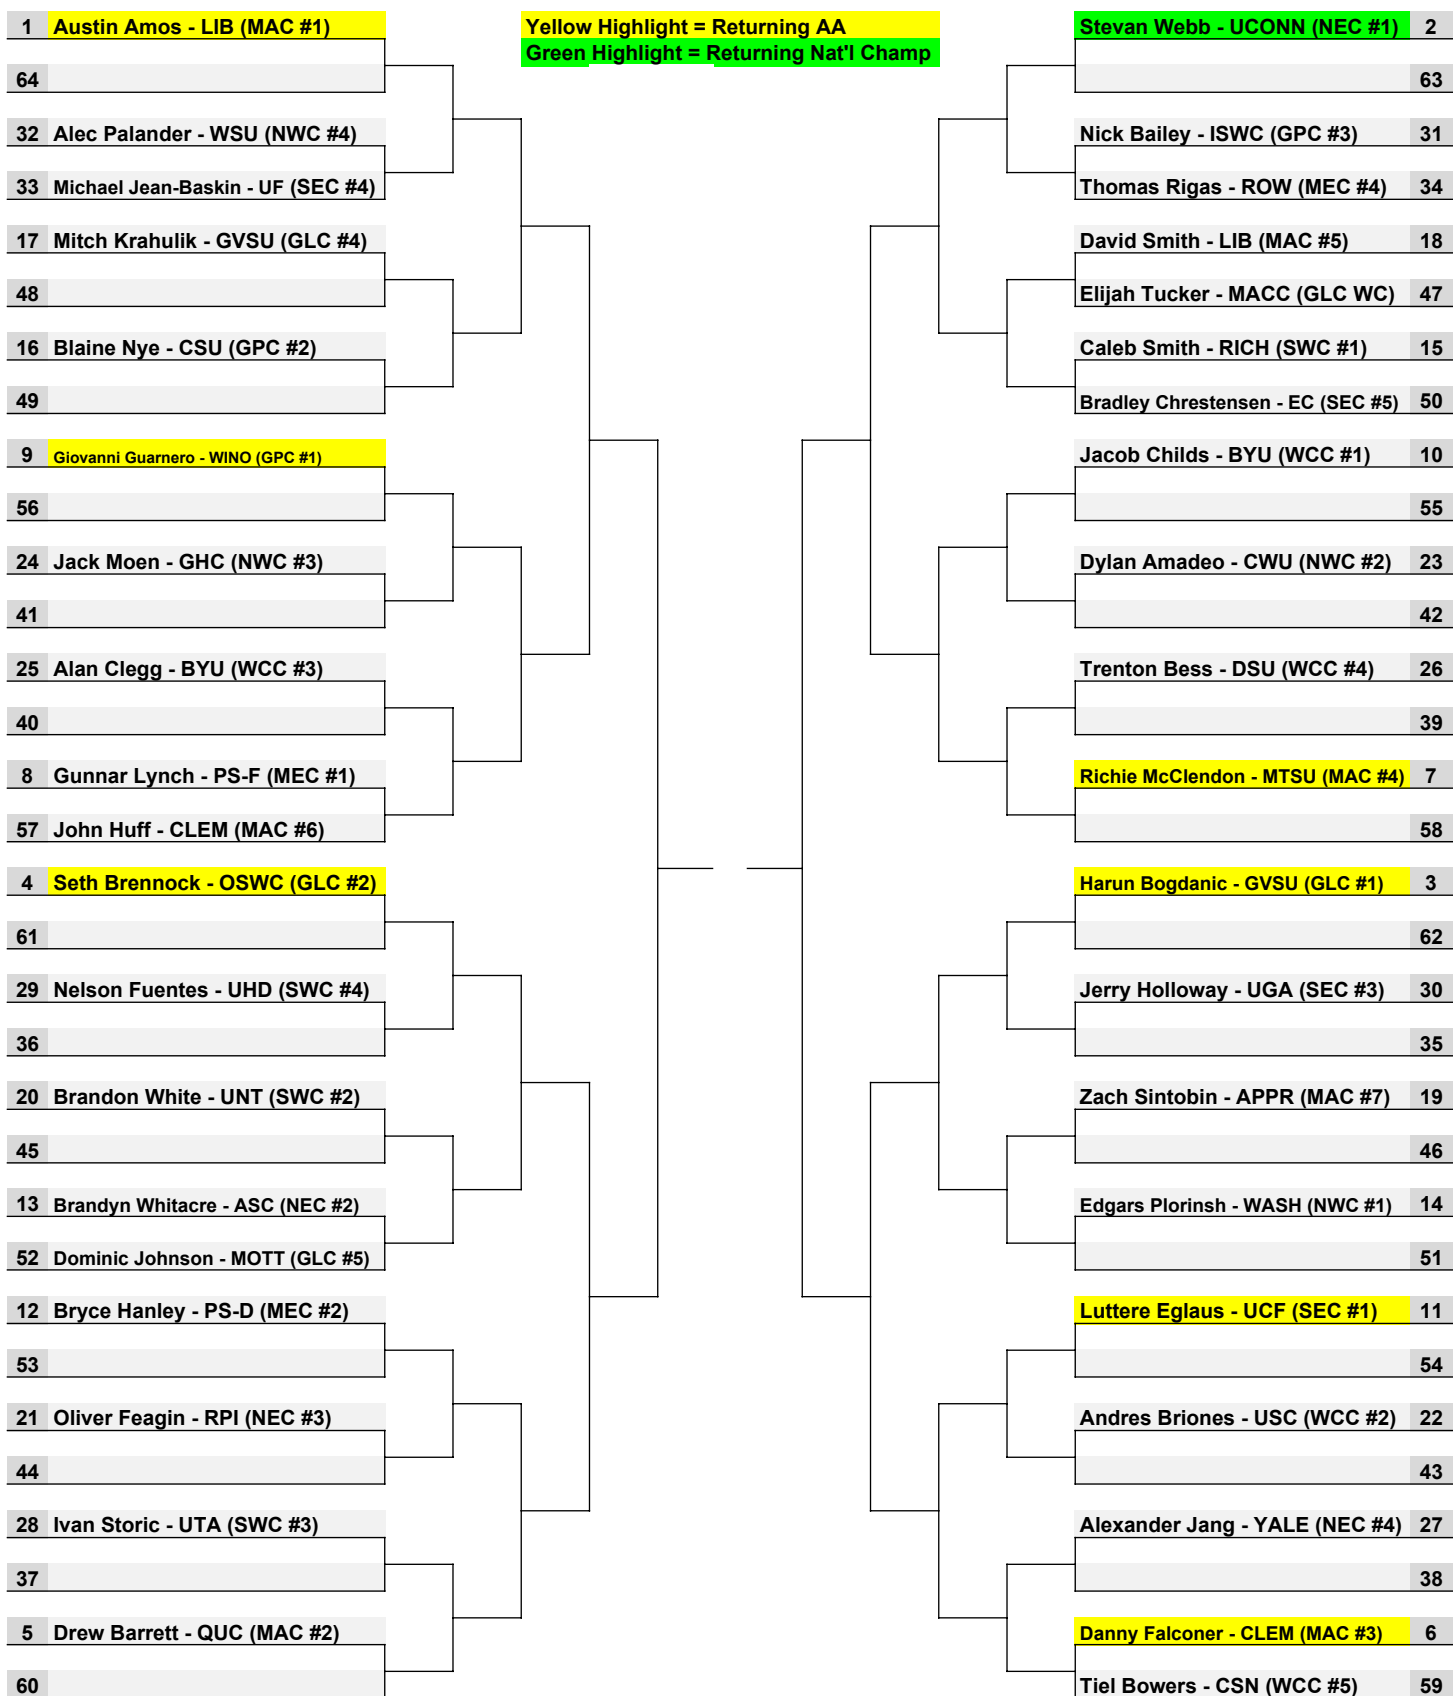 1 Austin Amos - LIB (MAC #1)
64
32 Alec Palander - WSU (NWC #4)
33 Michael Jean-Baskin - UF (SEC #4)
17 Mitch Krahulik - GVSU (GLC #4)
48
16 Blaine Nye - CSU (GPC #2)
49
9 Giovanni Guarnero - WINO (GPC #1)
56
24 Jack Moen - GHC (NWC #3)
41
25 Alan Clegg - BYU (WCC #3)
40
8 Gunnar Lynch - PS-F (MEC #1)
57 John Huff - CLEM (MAC #6)
4 Seth Brennock - OSWC (GLC #2)
61
29 Nelson Fuentes - UHD (SWC #4)
36
20 Brandon White - UNT (SWC #2)
45
13 Brandyn Whitacre - ASC (NEC #2)
52 Dominic Johnson - MOTT (GLC #5)
12 Bryce Hanley - PS-D (MEC #2)
53
21 Oliver Feagin - RPI (NEC #3)
44
28 Ivan Storic - UTA (SWC #3)
37
5 Drew Barrett - QUC (MAC #2)
60
Yellow Highlight = Returning AA
Green Highlight = Returning Nat'l Champ
Stevan Webb - UCONN (NEC #1) 2
63
Nick Bailey - ISWC (GPC #3) 31
Thomas Rigas - ROW (MEC #4) 34
David Smith - LIB (MAC #5) 18
Elijah Tucker - MACC (GLC WC) 47
Caleb Smith - RICH (SWC #1) 15
Bradley Chrestensen - EC (SEC #5) 50
Jacob Childs - BYU (WCC #1) 10
55
Dylan Amadeo - CWU (NWC #2) 23
42
Trenton Bess - DSU (WCC #4) 26
39
Richie McClendon - MTSU (MAC #4) 7
58
Harun Bogdanic - GVSU (GLC #1) 3
62
Jerry Holloway - UGA (SEC #3) 30
35
Zach Sintobin - APPR (MAC #7) 19
46
Edgars Plorinsh - WASH (NWC #1) 14
51
Luttere Eglaus - UCF (SEC #1) 11
54
Andres Briones - USC (WCC #2) 22
43
Alexander Jang - YALE (NEC #4) 27
38
Danny Falconer - CLEM (MAC #3) 6
Tiel Bowers - CSN (WCC #5) 59